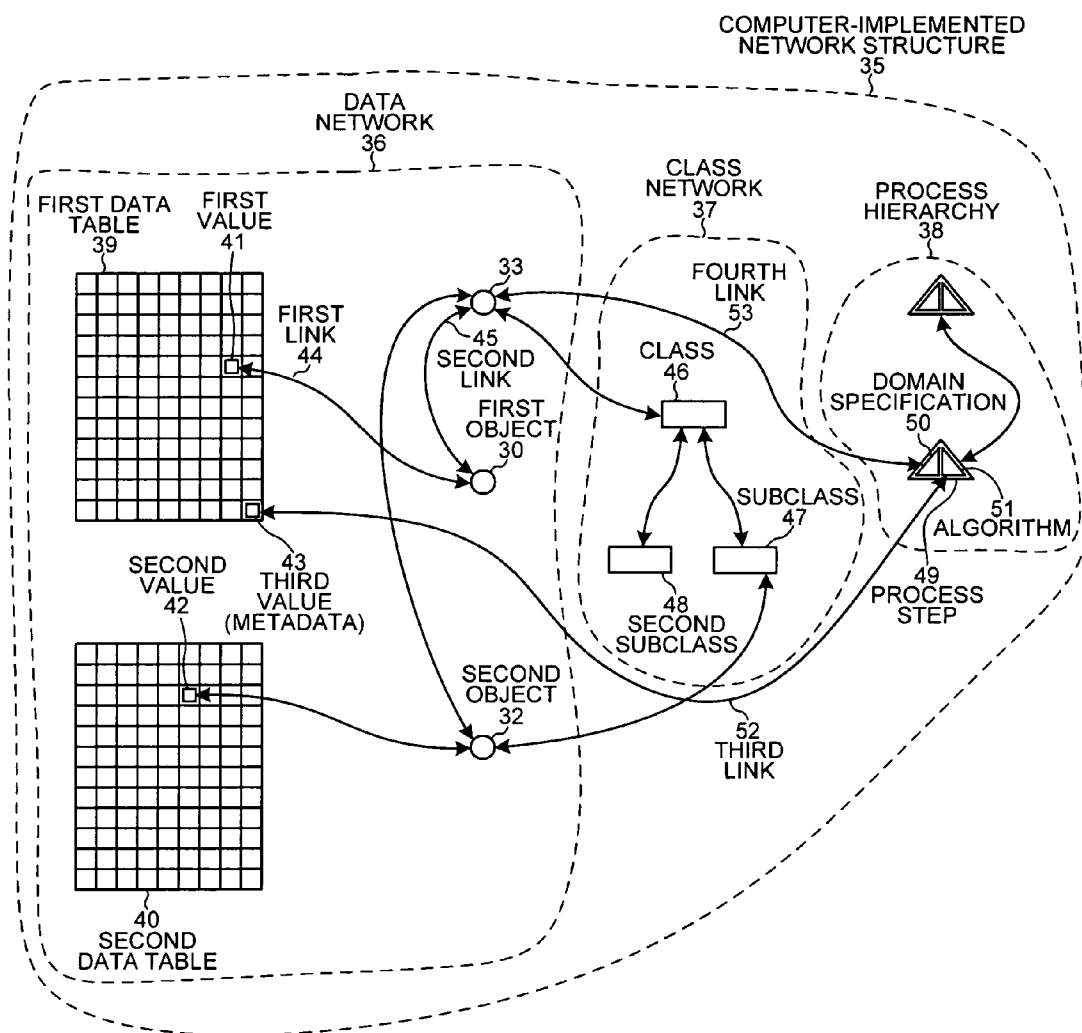 COMPUTER-IMPLEMENTED
NETWORK STRUCTURE
35
DATA
NETWORK
36
CLASS
NETWORK
37
PROCESS
HIERARCHY
38
FIRST DATA
TABLE
39
FIRST
VALUE
41
33
FOURTH
LINK
53
FIRST
LINK
44
45
SECOND
LINK
CLASS
46
DOMAIN
SPECIFICATION
50
FIRST
OBJECT
30
SUBCLASS
47
51
ALGORITHM
49
PROCESS
STEP
43
THIRD
VALUE
(METADATA)
SECOND
VALUE
42
48
SECOND
SUBCLASS
SECOND
OBJECT
32
52
THIRD
LINK
40
SECOND
DATA TABLE